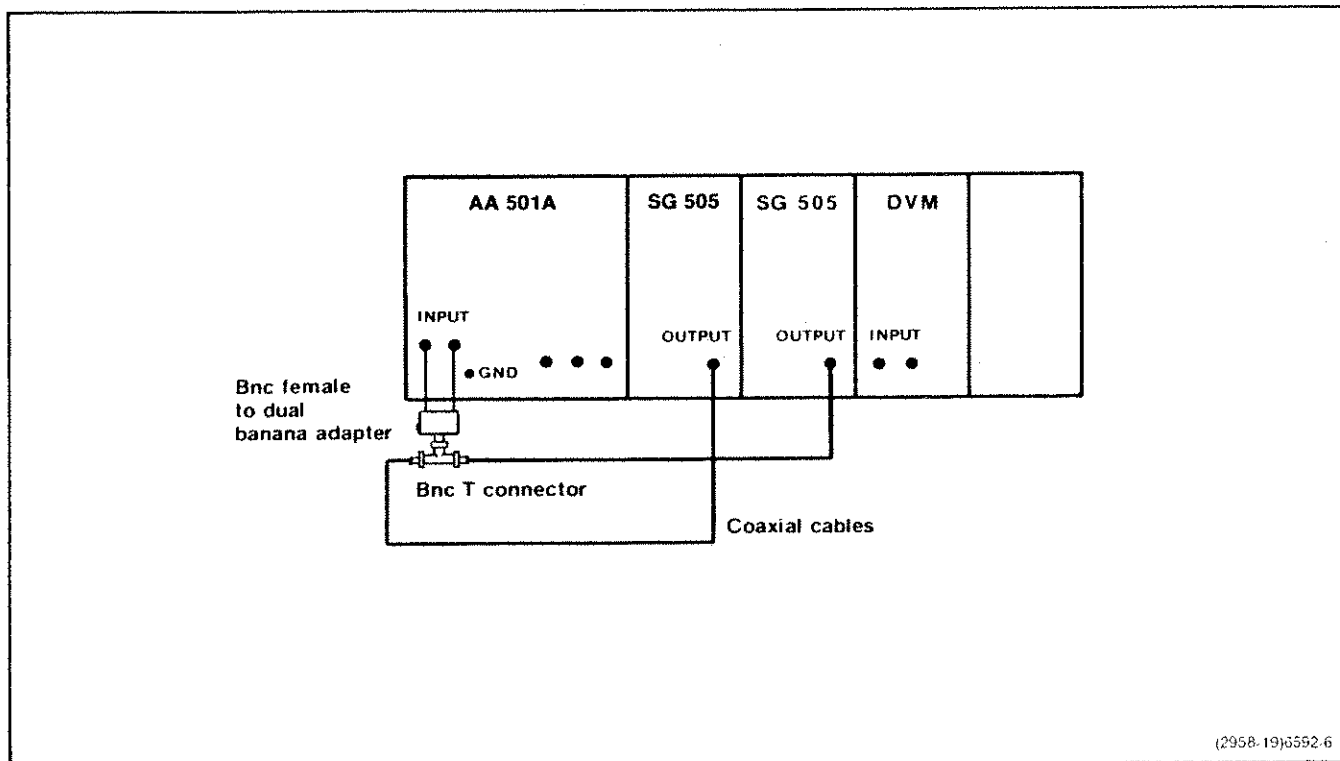 AA 501A
SG 505
SG 505
DVM
INPUT
OUTPUT
OUTPUT
INPUT
GND
Bnc female
to dual
banana adapter
Bnc T connector
Coaxial cables
(2958-19)6592-6